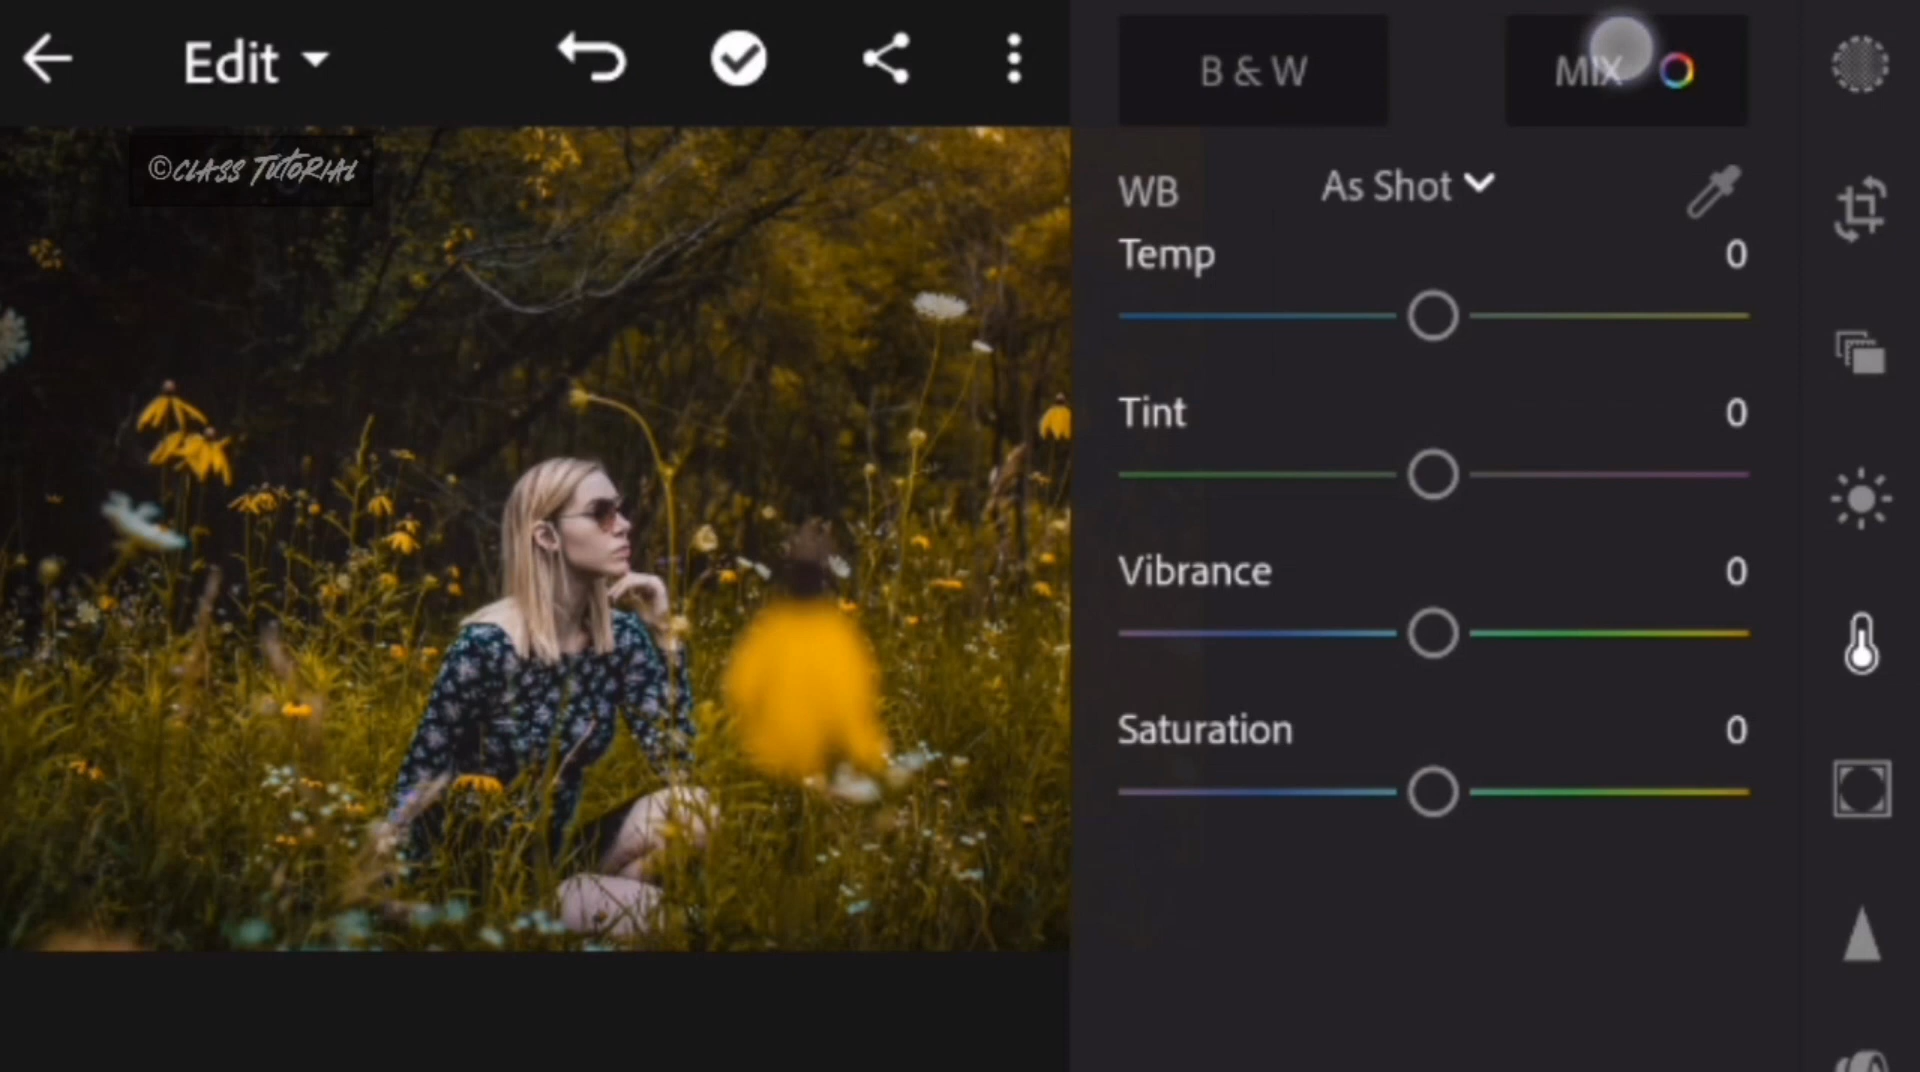 Edit
©CLASS TUTORIAL
B & W
MIX
WB
As Shot
Temp
0
Tint
0
Vibrance
0
Saturation
0